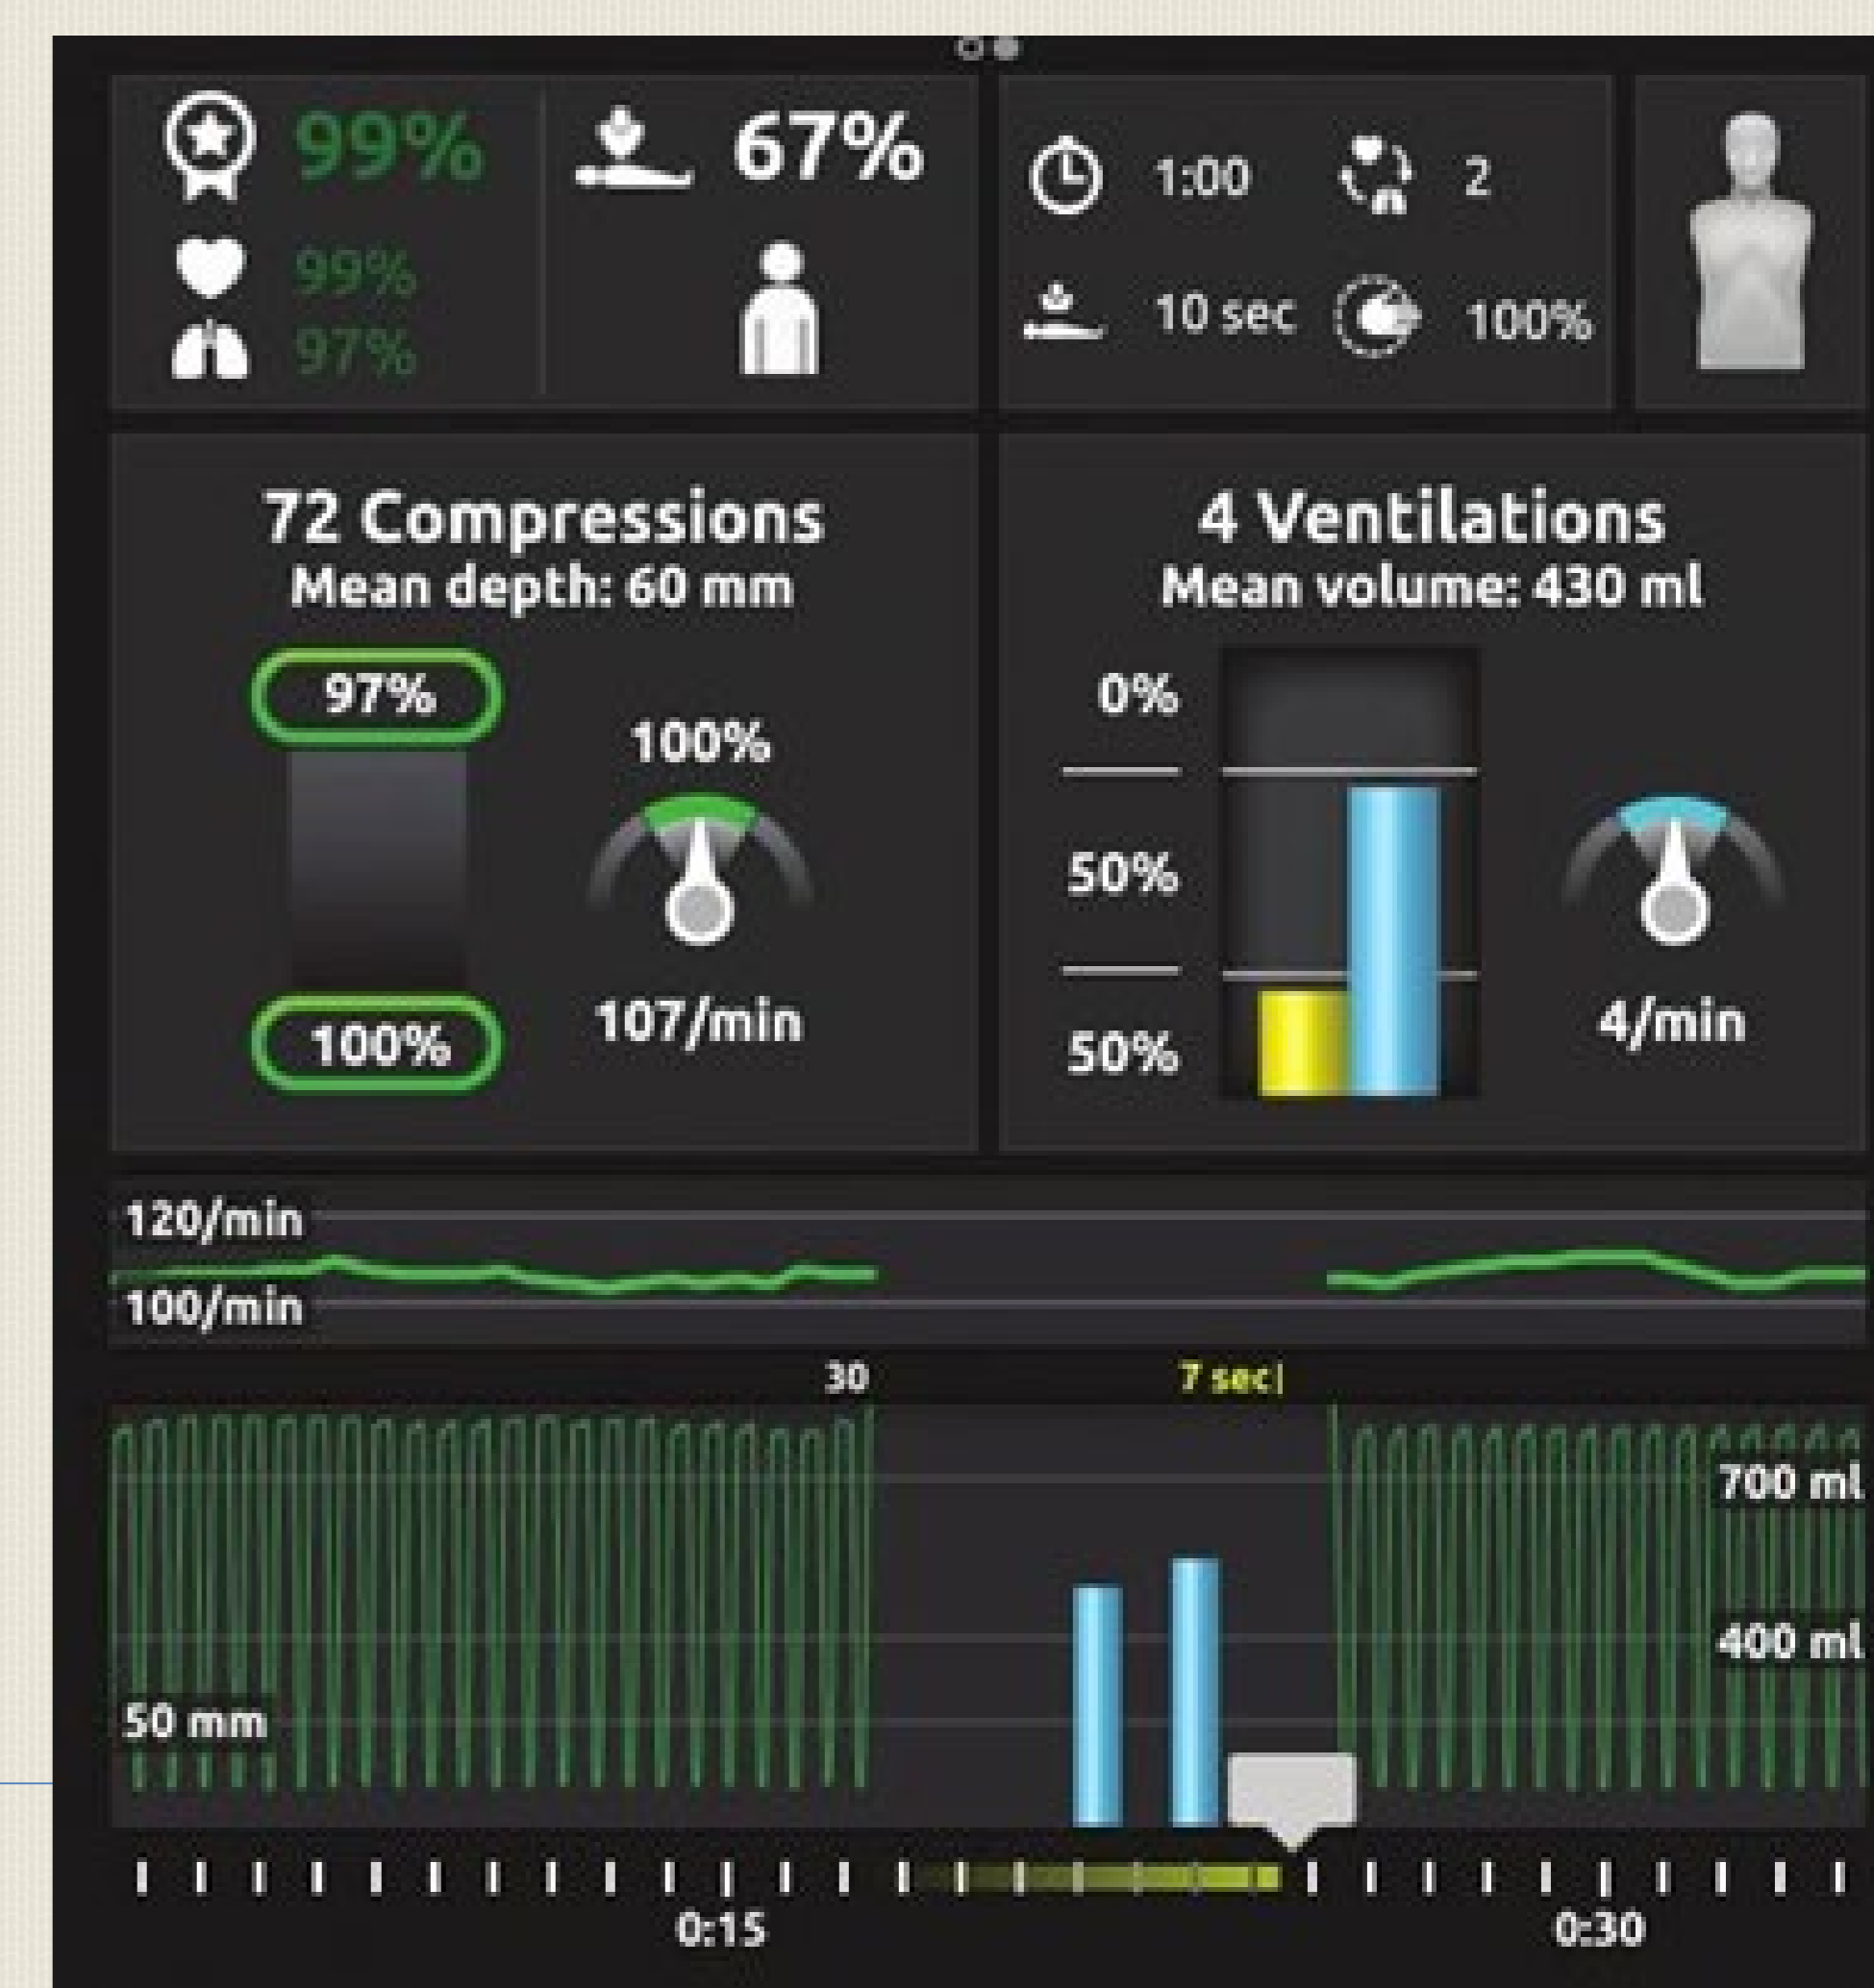 99%
99%
97%
67%
1:00
2
10 sec
100%
72 Compressions
Mean depth: 60 mm
97%
100%
100%
107/min
4 Ventilations
Mean volume: 430 ml
0%
50%
50%
4/min
120/min
100/min
30
7 sec
700 ml
400 ml
50 mm
0:15
0:30